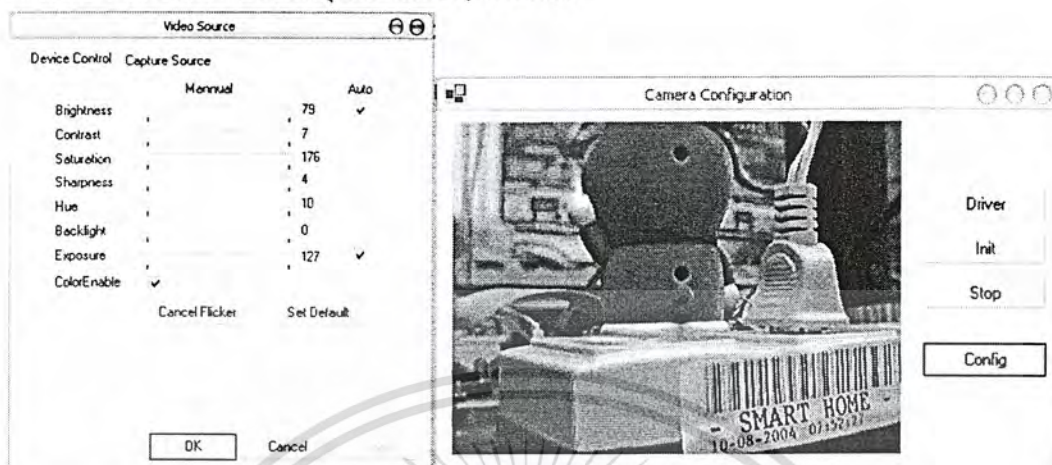 Video Source
Device Control Capture Source
Mannual Auto
Brightness 79
Contrast 7
Saturation 176
Sharpness 4
Hue 10
Backlight 0
Exposure 127
ColorEnable
Cancel Flicker Set Default
OK Cancel
Camera Configuration
Driver
Init
Stop
Config
- SMART HOME -
10-08-2004